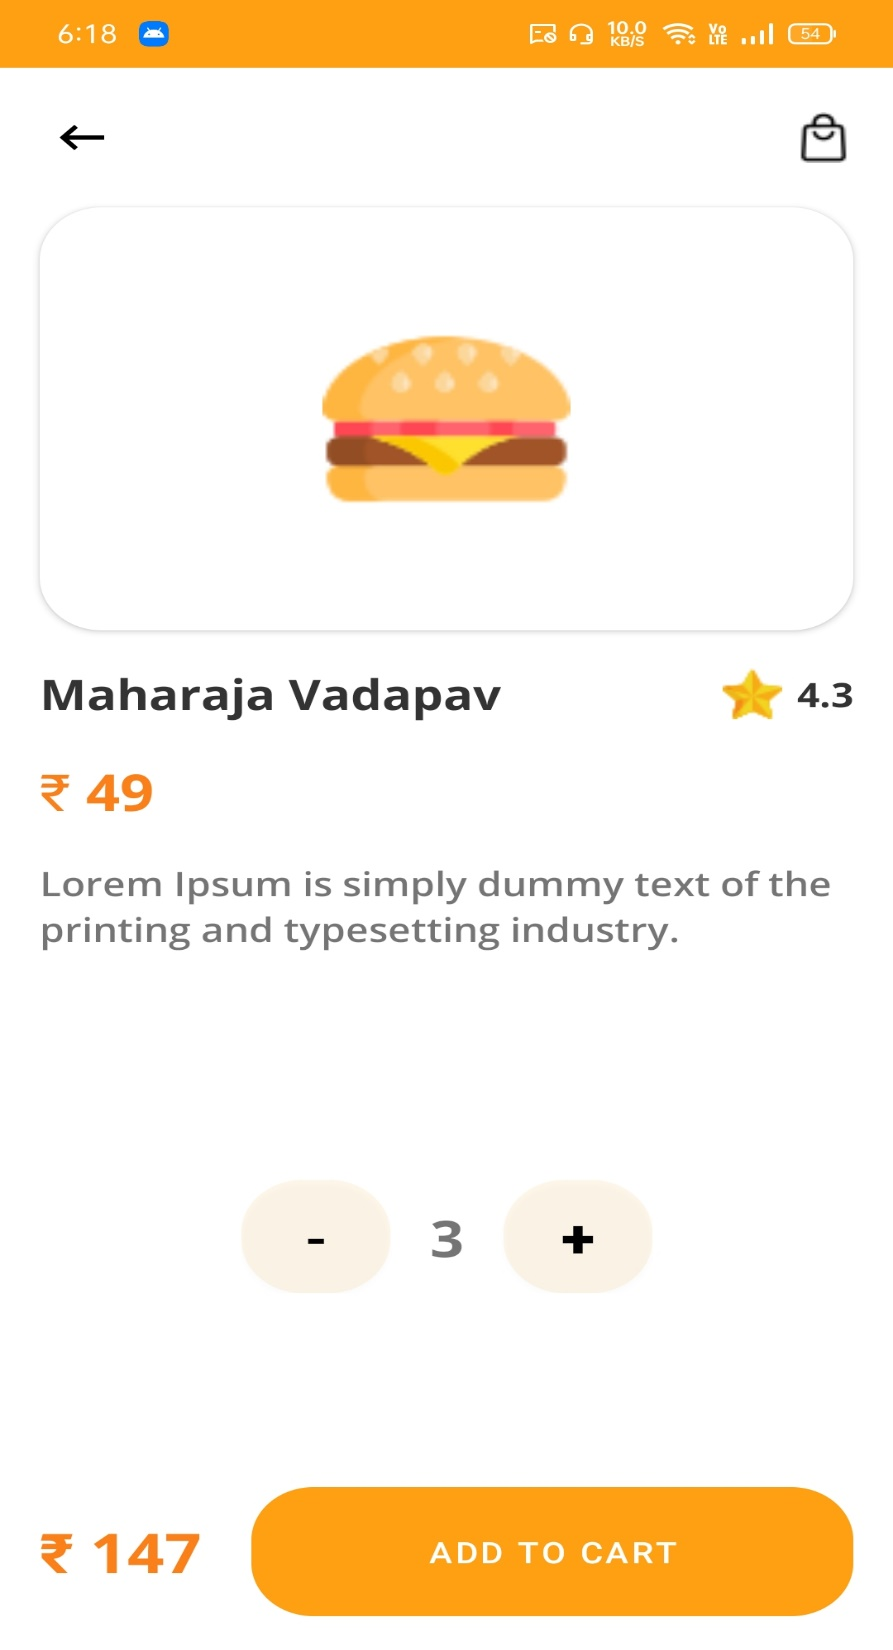 6:18
10.0
KB/S
Vo
LTE
54
Maharaja Vadapav
4.3
₹ 49
Lorem Ipsum is simply dummy text of the
printing and typesetting industry.
- 3 +
₹ 147
ADD TO CART